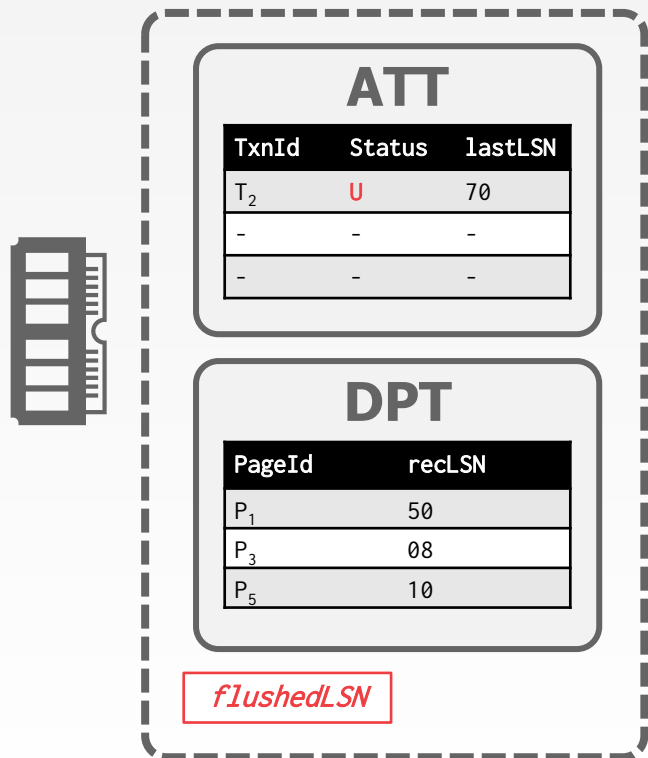 ATT
TxnId Status lastLSN
T₂ U 70
- - -
- - -
DPT
PageId recLSN
P₁ 50
P₃ 08
P₅ 10
flushedLSN